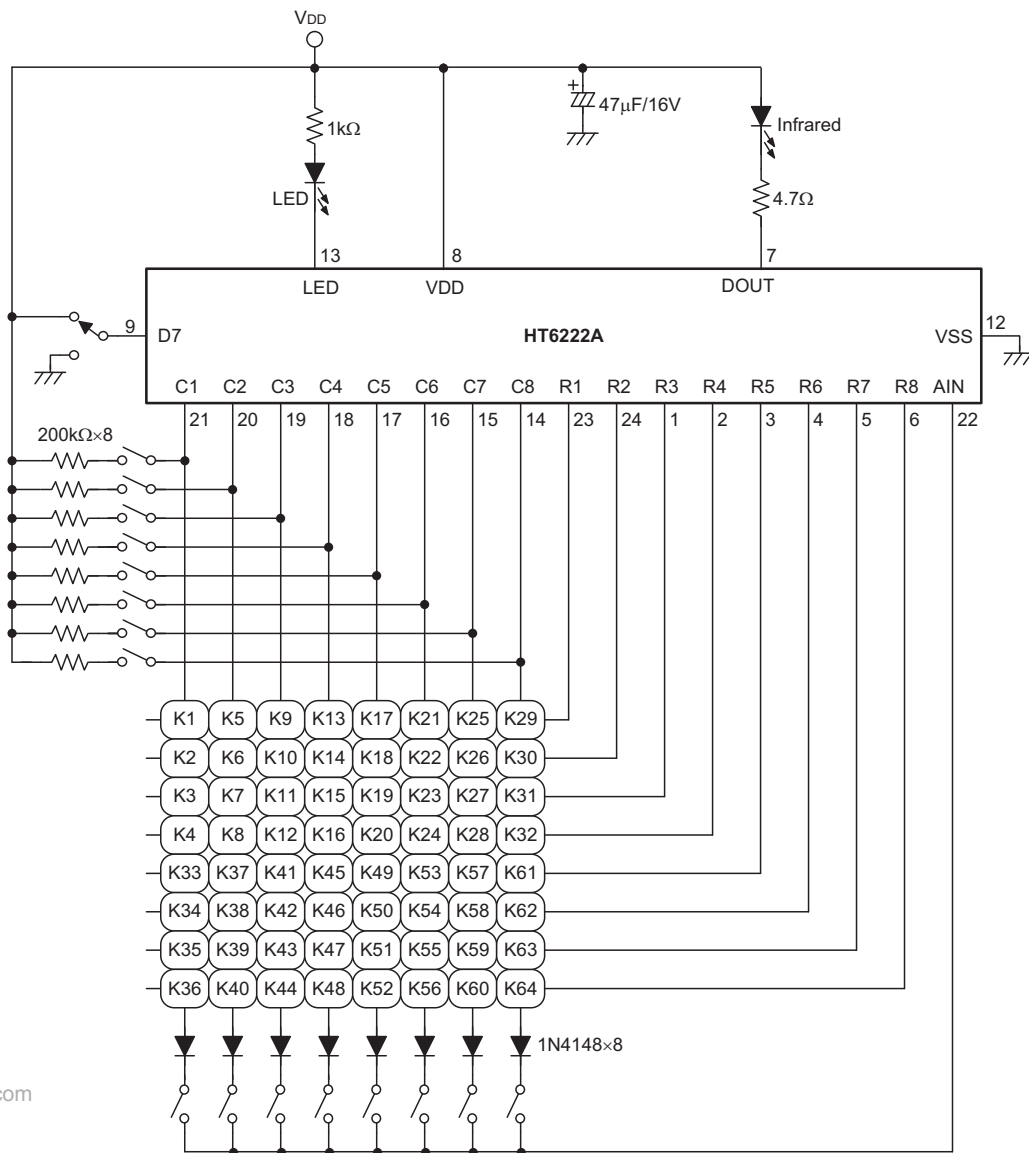 VDD
1kΩ
47μF/16V
Infrared
LED
4.7Ω
13 8 7
LED VDD DOUT
9 D7 HT6222A VSS 12
C1 C2 C3 C4 C5 C6 C7 C8 R1 R2 R3 R4 R5 R6 R7 R8 AIN
21 20 19 18 17 16 15 14 23 24 1 2 3 4 5 6 22
200kΩ×8
K1 K5 K9 K13 K17 K21 K25 K29
K2 K6 K10 K14 K18 K22 K26 K30
K3 K7 K11 K15 K19 K23 K27 K31
K4 K8 K12 K16 K20 K24 K28 K32
K33 K37 K41 K45 K49 K53 K57 K61
K34 K38 K42 K46 K50 K54 K58 K62
K35 K39 K43 K47 K51 K55 K59 K63
K36 K40 K44 K48 K52 K56 K60 K64
1N4148×8
com